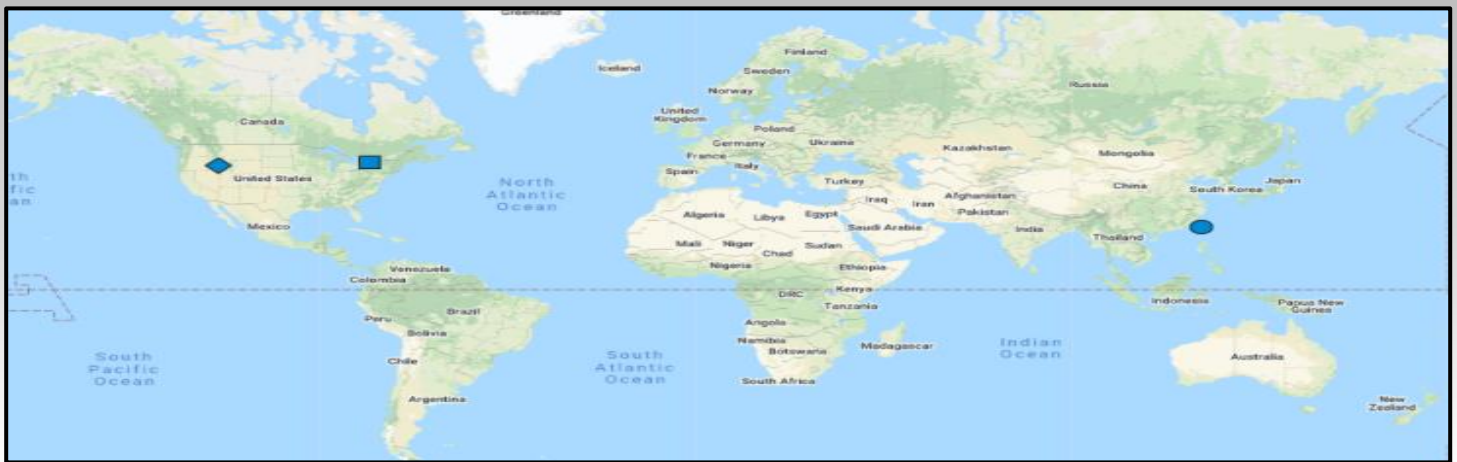 Greenland
Iceland
Finland
Sweden
Norway
Russia
Canada
United
Kingdom
Poland
Germany
Ukraine
France
Kazakhstan
Mongolia
Italy
Spain
United States
Turkey
China
South Korea
Japan
North
Atlantic
Ocean
Iraq
Iran
Afghanistan
Pakistan
Algeria
Libya
Egypt
Saudi Arabia
India
Mexico
Thailand
Mali
Niger
Chad
Sudan
Nigeria
Ethiopia
Venezuela
Colombia
DRC
Kenya
Tanzania
Indonesia
Papua New
Guinea
Peru
Brazil
Bolivia
Angola
Namibia
Botswana
Madagascar
Indian
Ocean
South
Pacific
Ocean
Chile
South
Atlantic
Ocean
Australia
South Africa
Argentina
New
Zealand